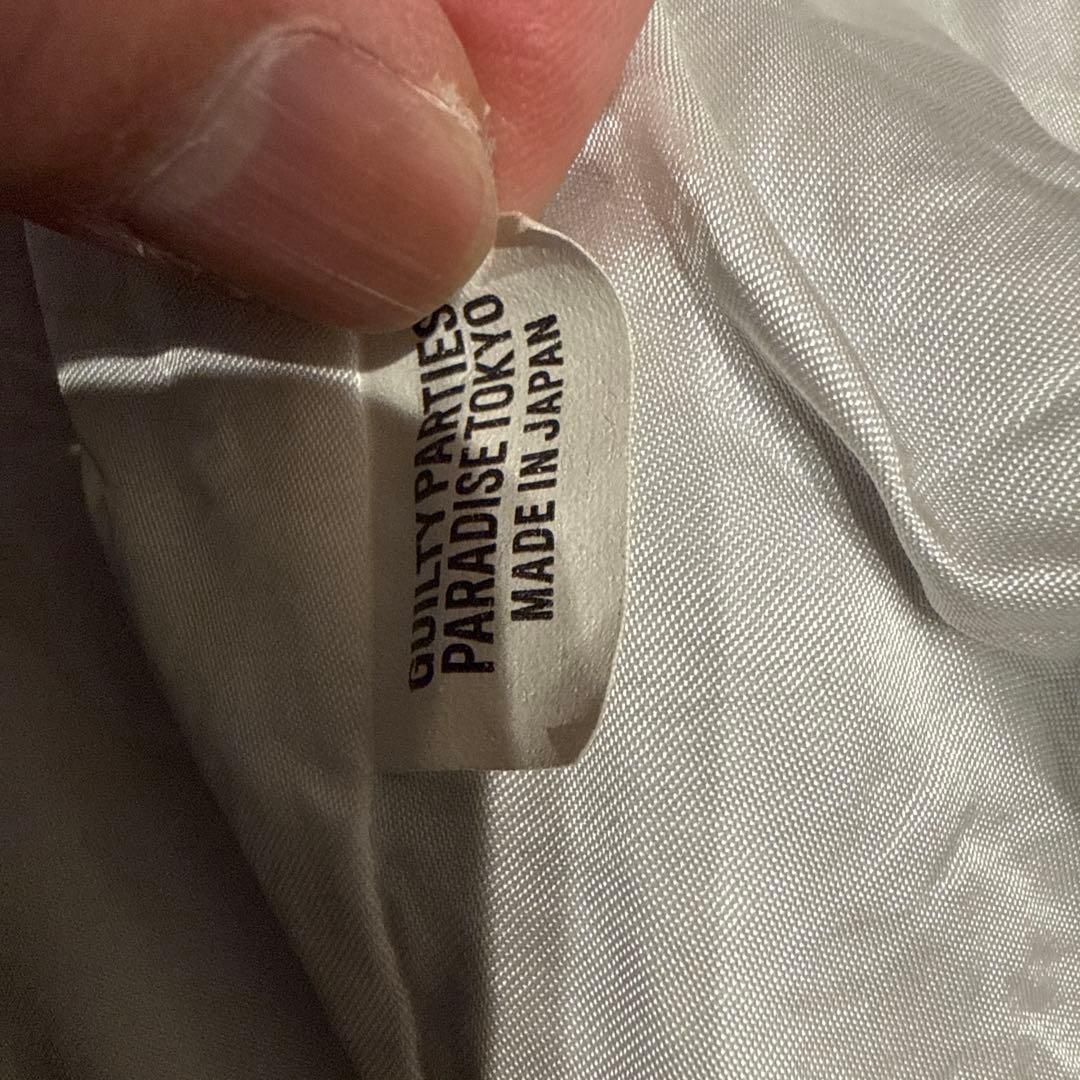 GUILTY PARTIES
PARADISE TOKYO
MADE IN JAPAN